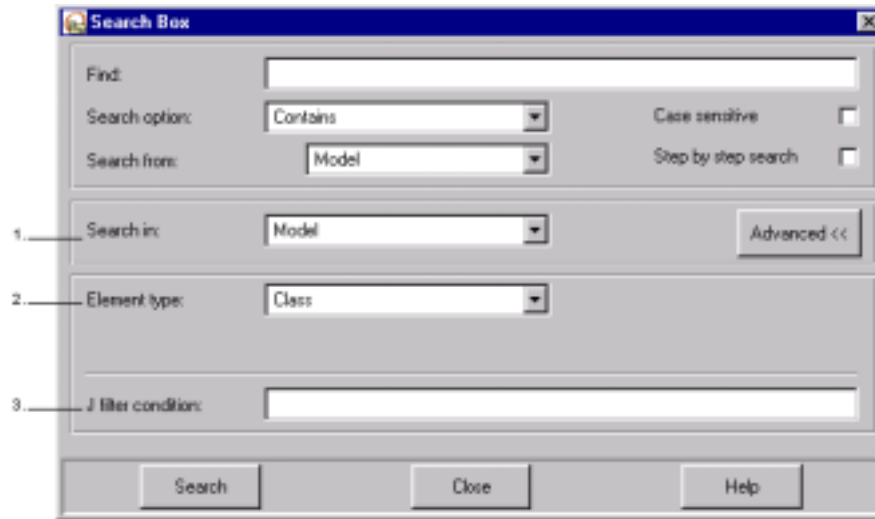 Search Box
Find:
Search option: Contains Case sensitive
Search from: Model Step by step search
1. Search in: Model Advanced <<
2. Element type: Class
3. J filter condition:
Search Close Help